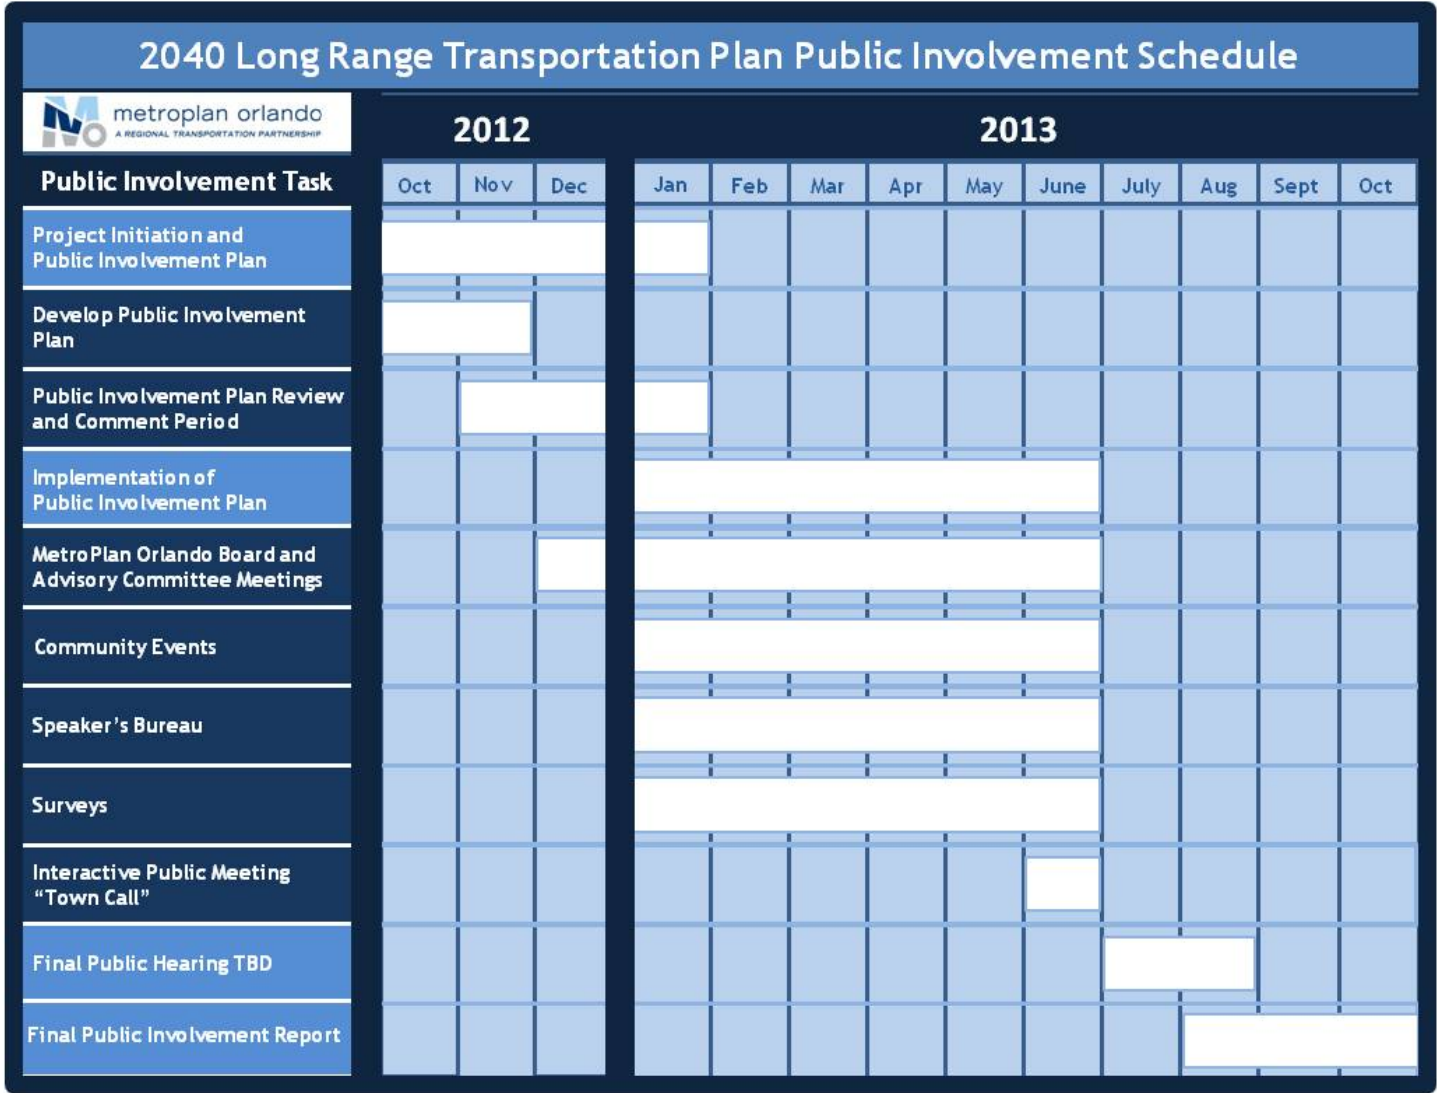 2040 Long Range Transportation Plan Public Involvement Schedule
metroplan orlando
A REGIONAL TRANSPORTATION PARTNERSHIP
2012
2013
Public Involvement Task
Oct Nov Dec Jan Feb Mar Apr May June July Aug Sept Oct
Project Initiation and
Public Involvement Plan
Develop Public Involvement
Plan
Public Involvement Plan Review
and Comment Period
Implementation of
Public Involvement Plan
MetroPlan Orlando Board and
Advisory Committee Meetings
Community Events
Speaker's Bureau
Surveys
Interactive Public Meeting
“Town Call”
Final Public Hearing TBD
Final Public Involvement Report